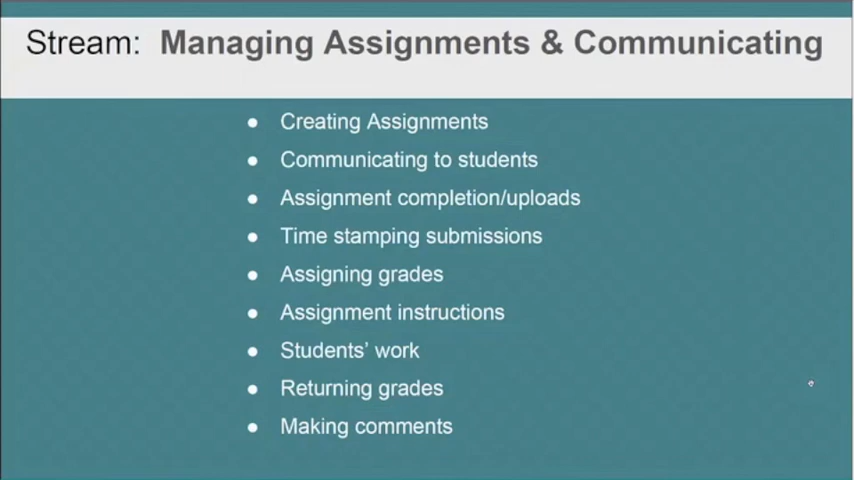 Stream: Managing Assignments & Communicating
● Creating Assignments
● Communicating to students
● Assignment completion/uploads
● Time stamping submissions
● Assigning grades
● Assignment instructions
● Students’ work
● Returning grades
● Making comments